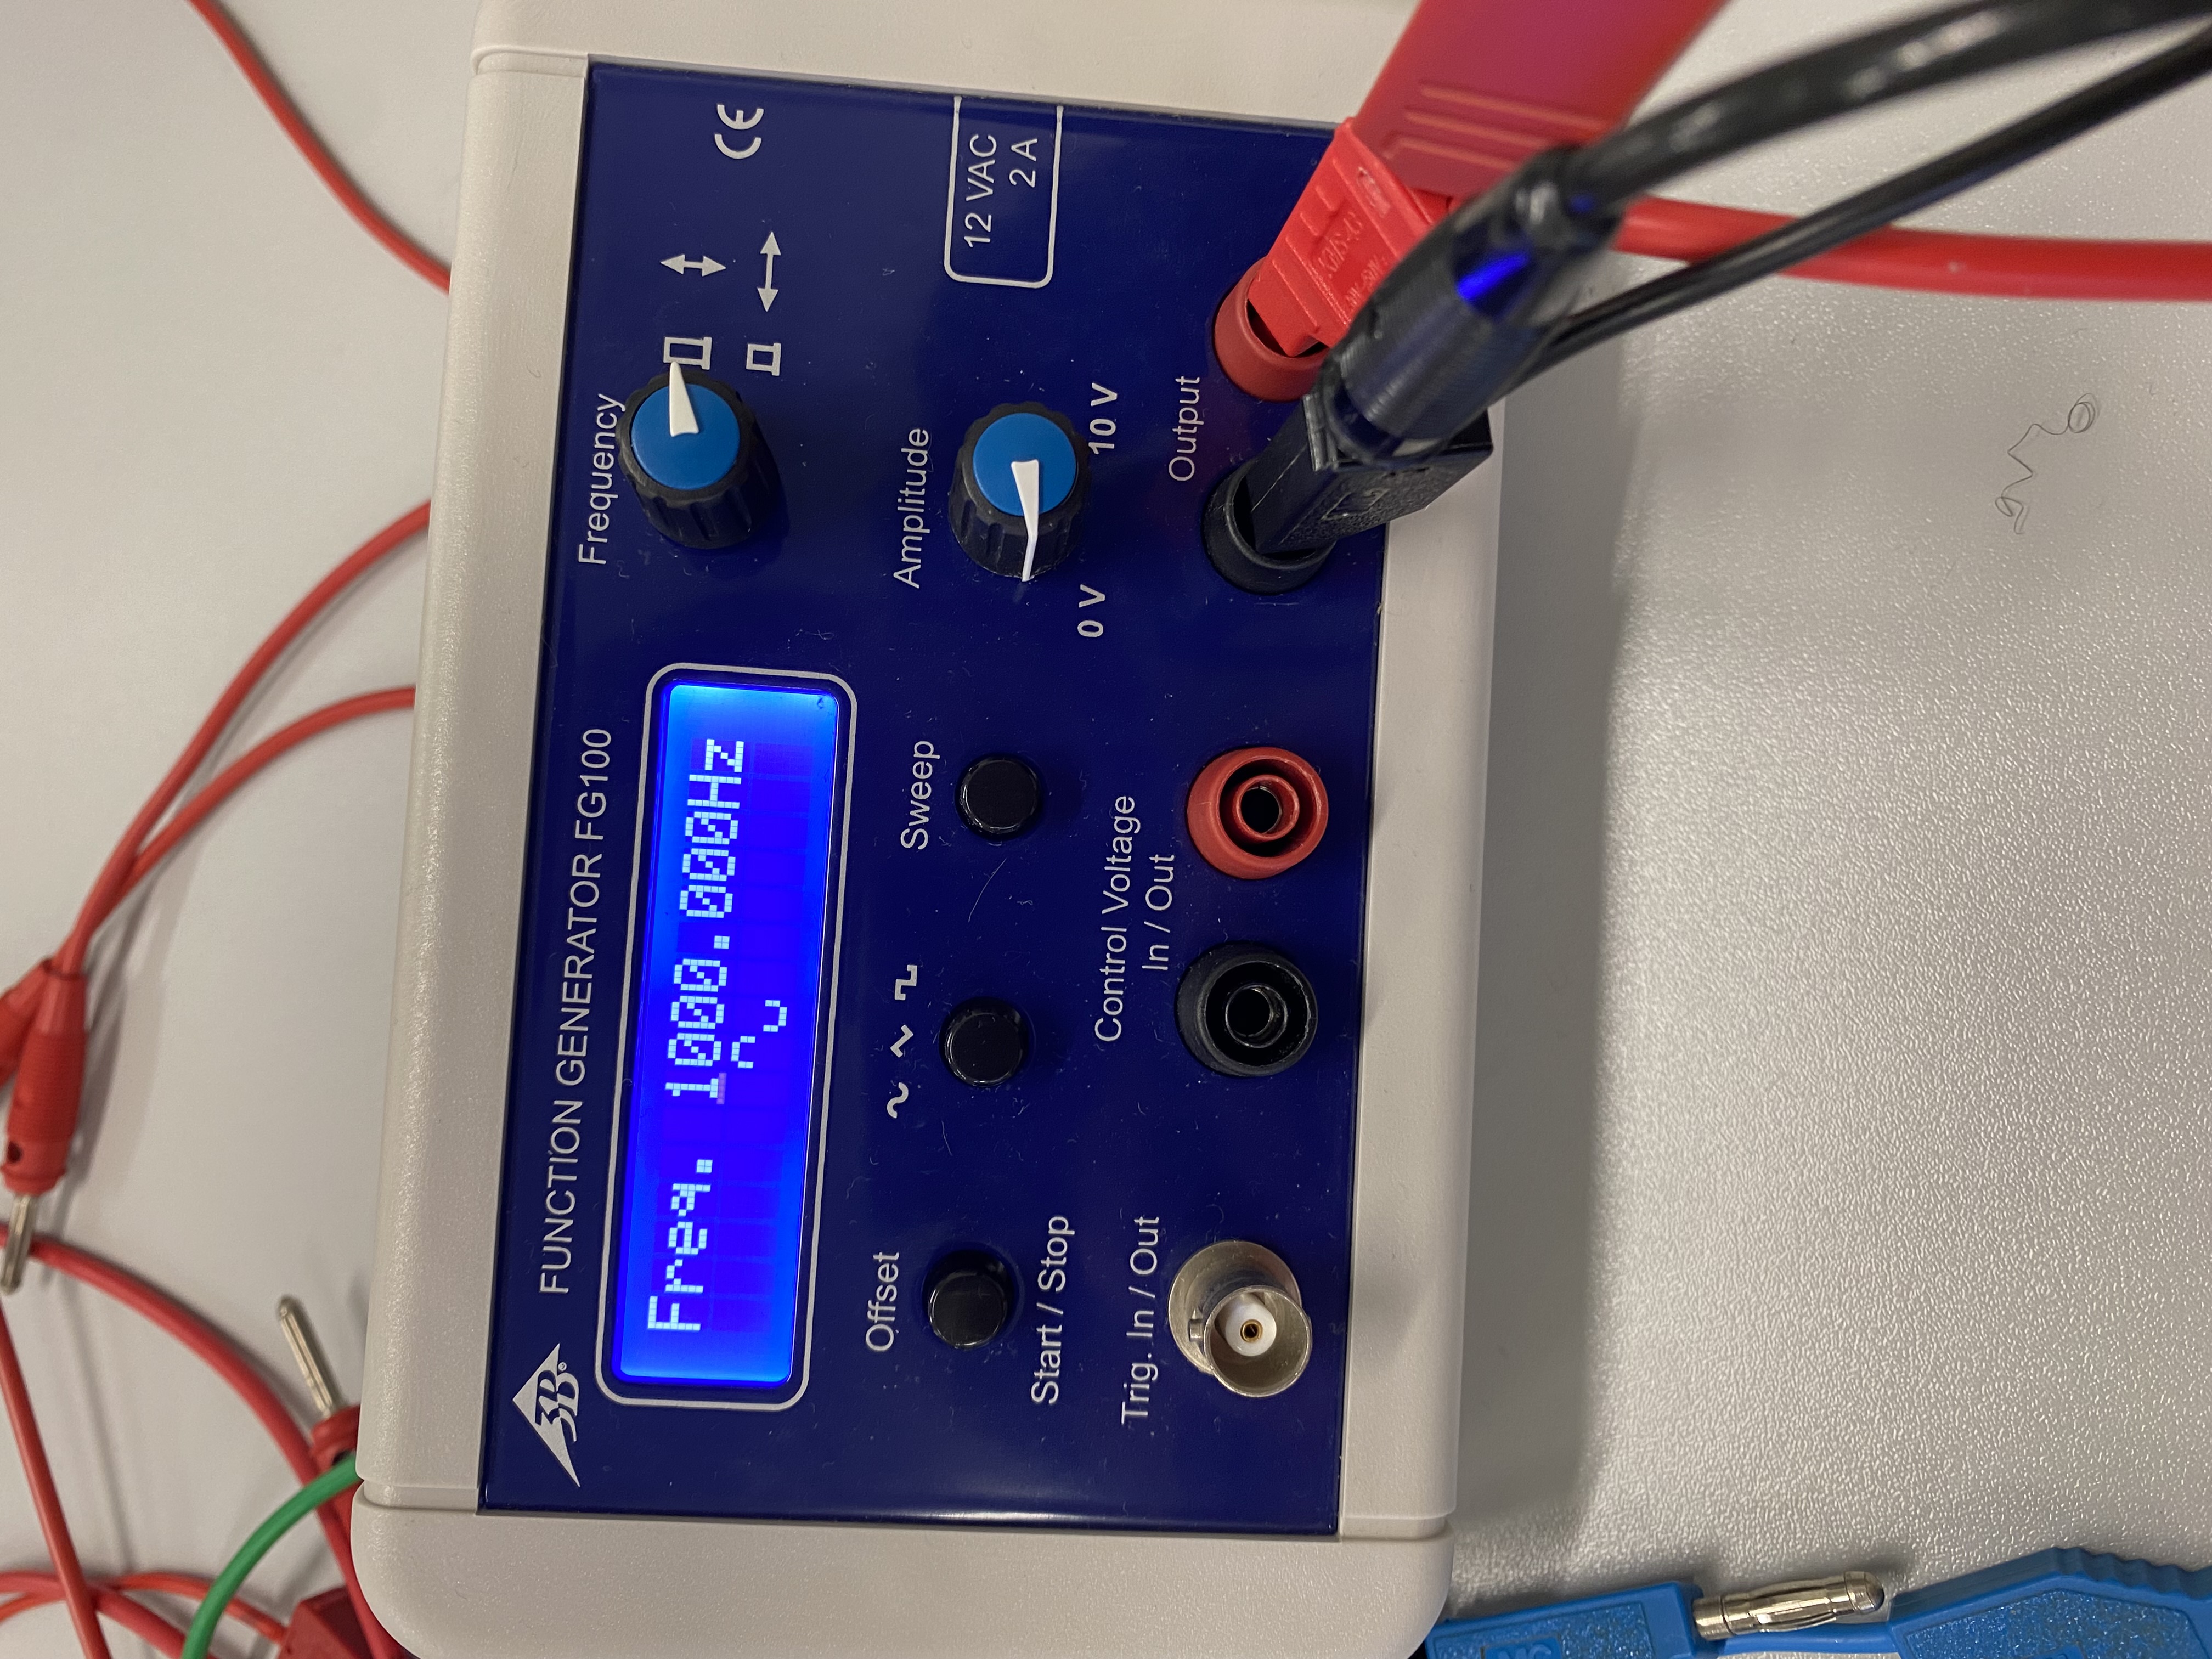 3B®
FUNCTION GENERATOR FG100
Freq. 1000.000Hz
Frequency
CE
Offset
Sweep
Amplitude
12 VAC
2 A
Start / Stop
0 V
10 V
Trig. In / Out
Control Voltage
In / Out
Output